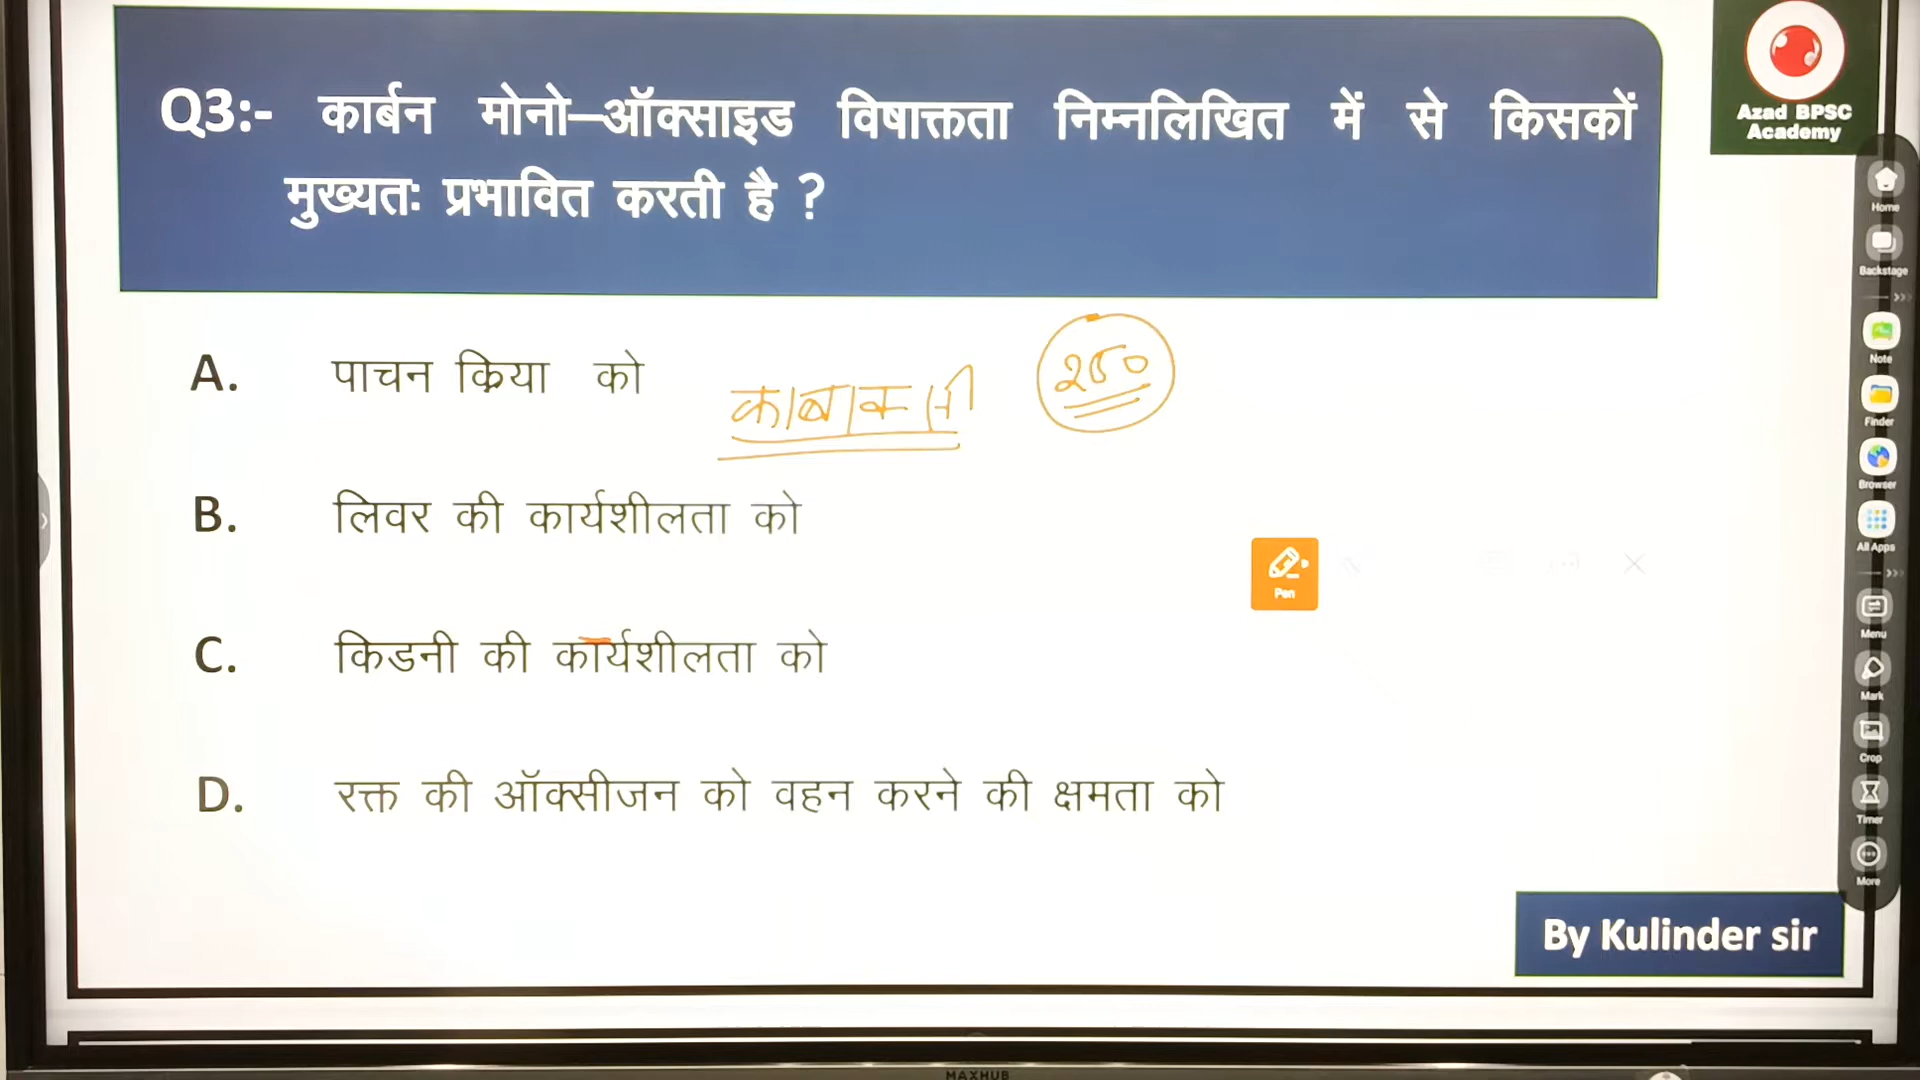 Q3:- कार्बन मोनो–ऑक्साइड विषाक्तता निम्नलिखित में से किसकों
मुख्यतः प्रभावित करती है ?
Azad BPSC
Academy
A. पाचन क्रिया को
२५०
B. लिवर की कार्यशीलता को
C. किडनी की कार्यशीलता को
D. रक्त की ऑक्सीजन को वहन करने की क्षमता को
Pen
Home
Backstage
Note
Finder
Browser
All Apps
Menu
Mark
Crop
Timer
More
By Kulinder sir
MAXHUB